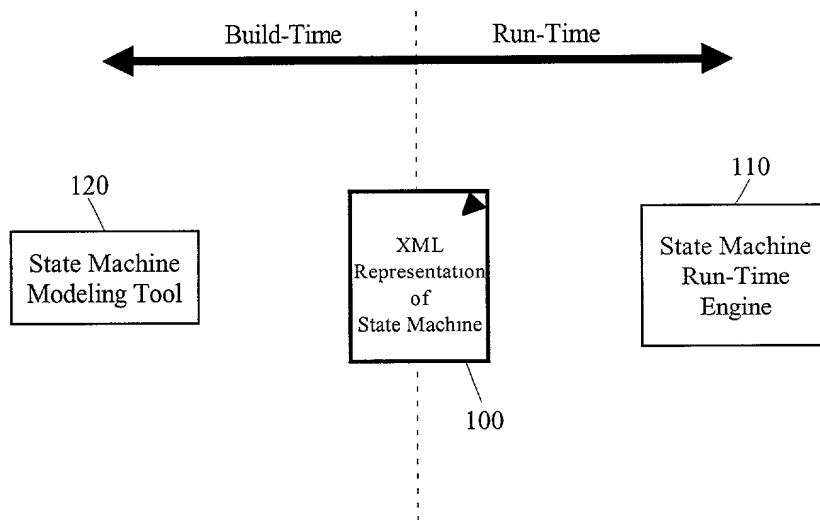 Build-Time
Run-Time
120
State Machine
Modeling Tool
XML
Representation
of
State Machine
100
110
State Machine
Run-Time
Engine